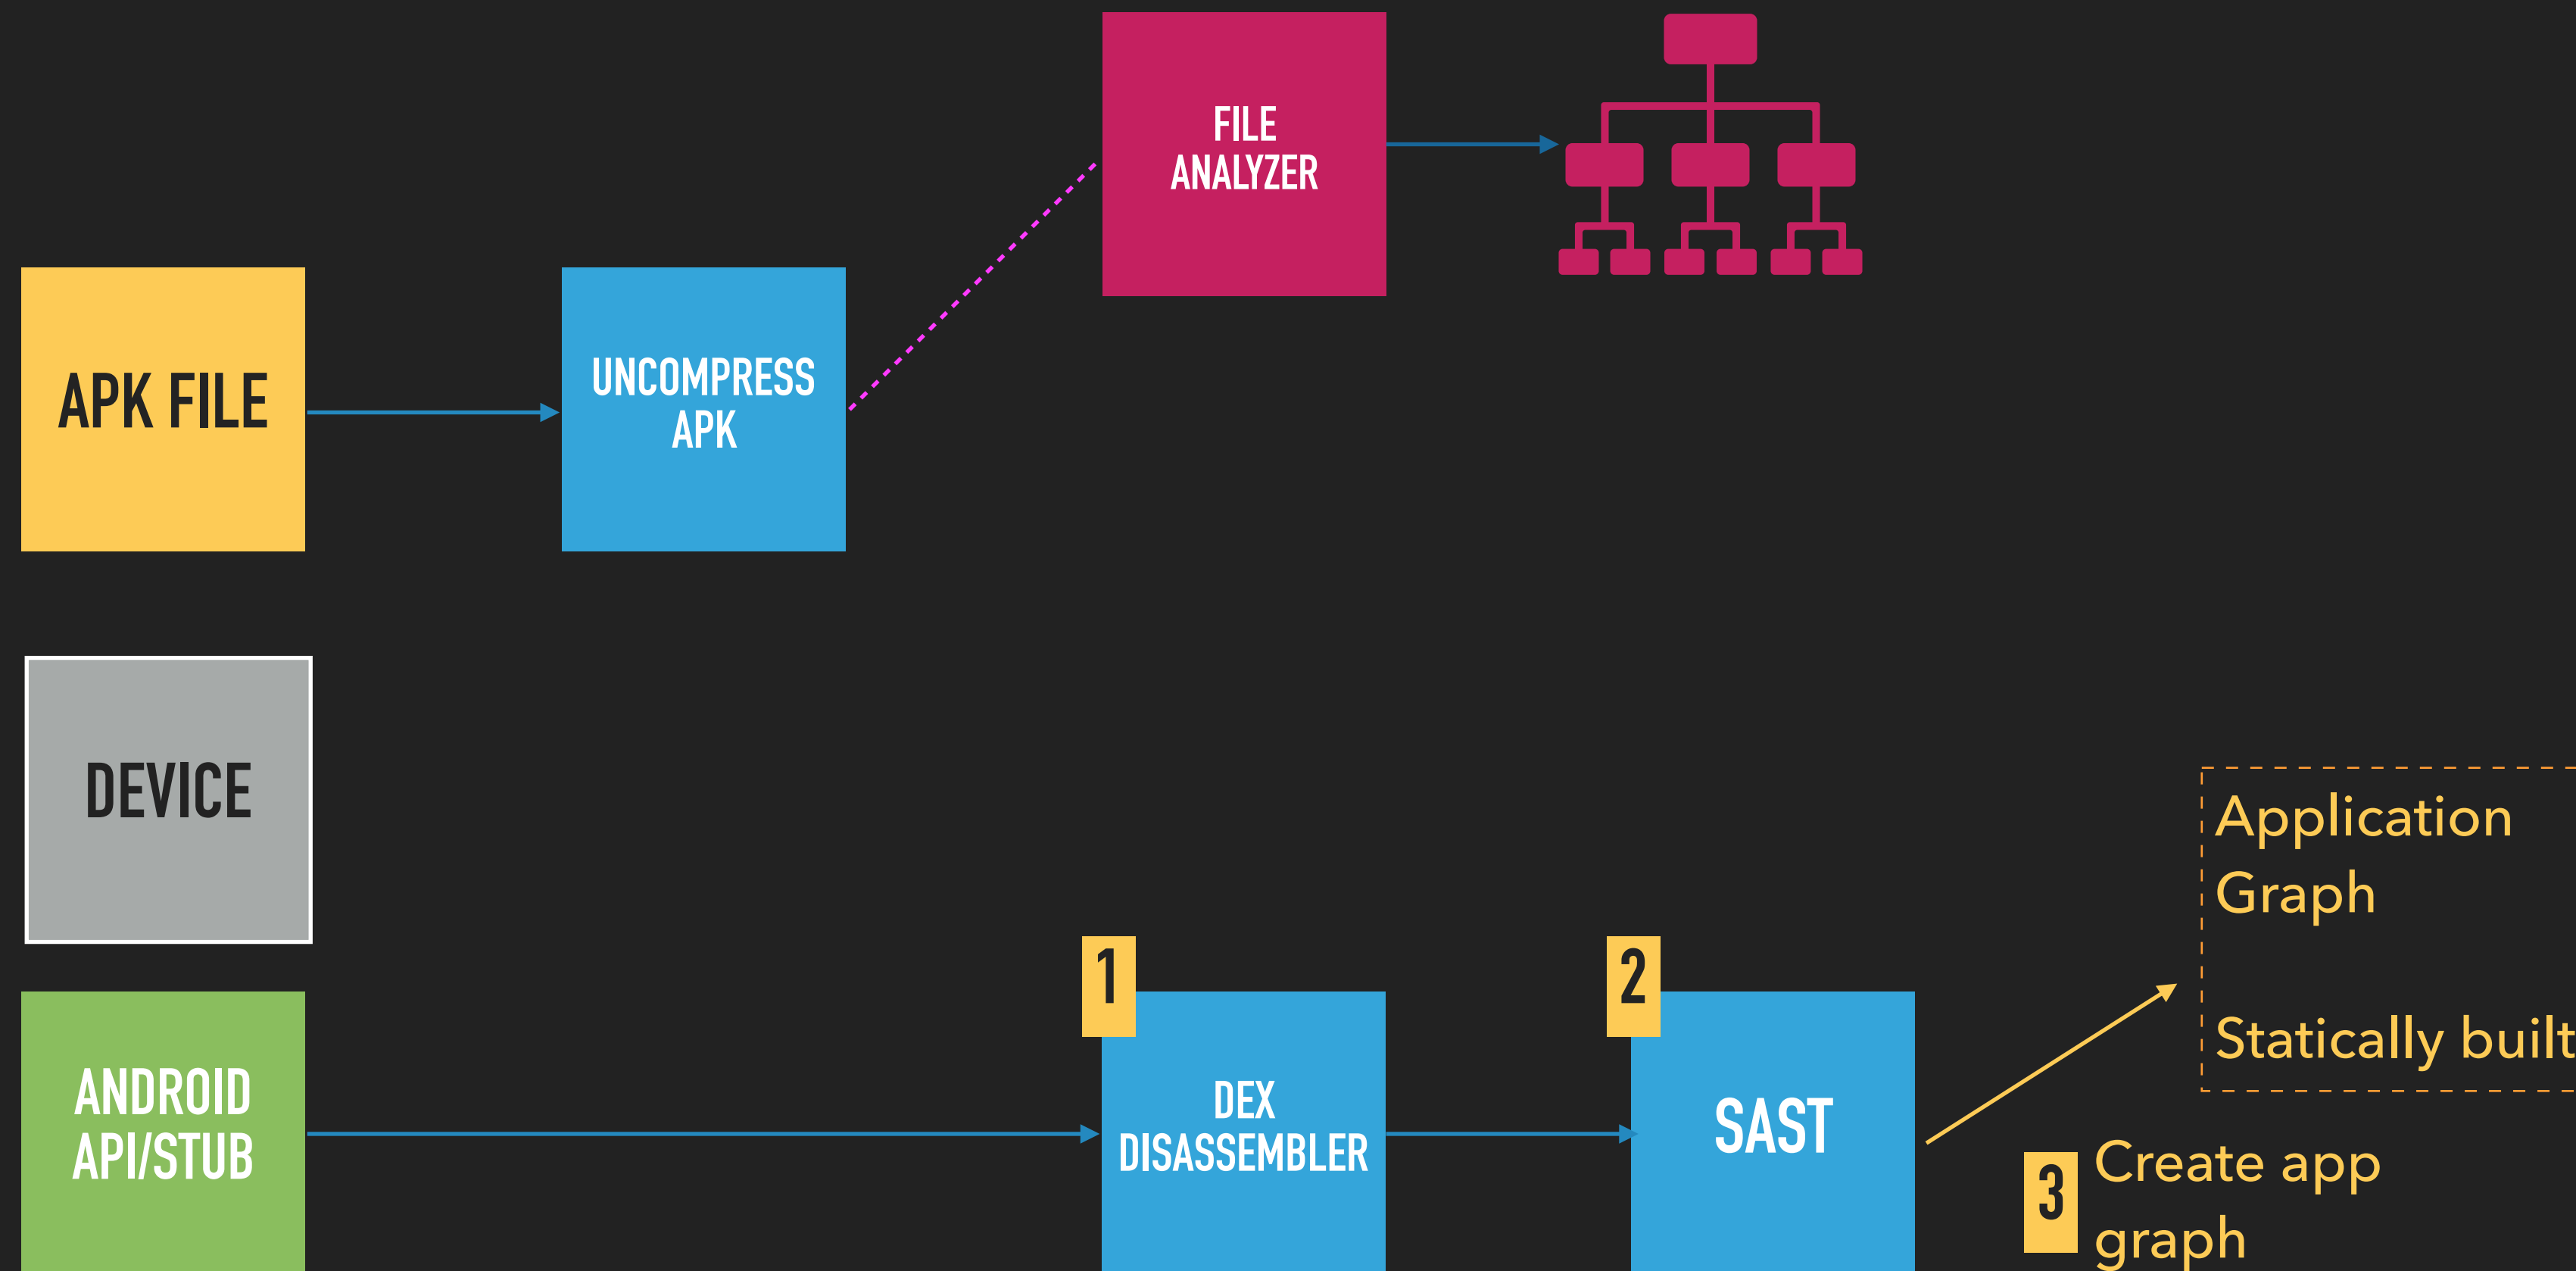 FILE
ANALYZER
APK FILE
UNCOMPRESS
APK
DEVICE
Application
Graph
Statically built
1
2
ANDROID
API/STUB
DEX
DISASSEMBLER
SAST
3
Create app
graph